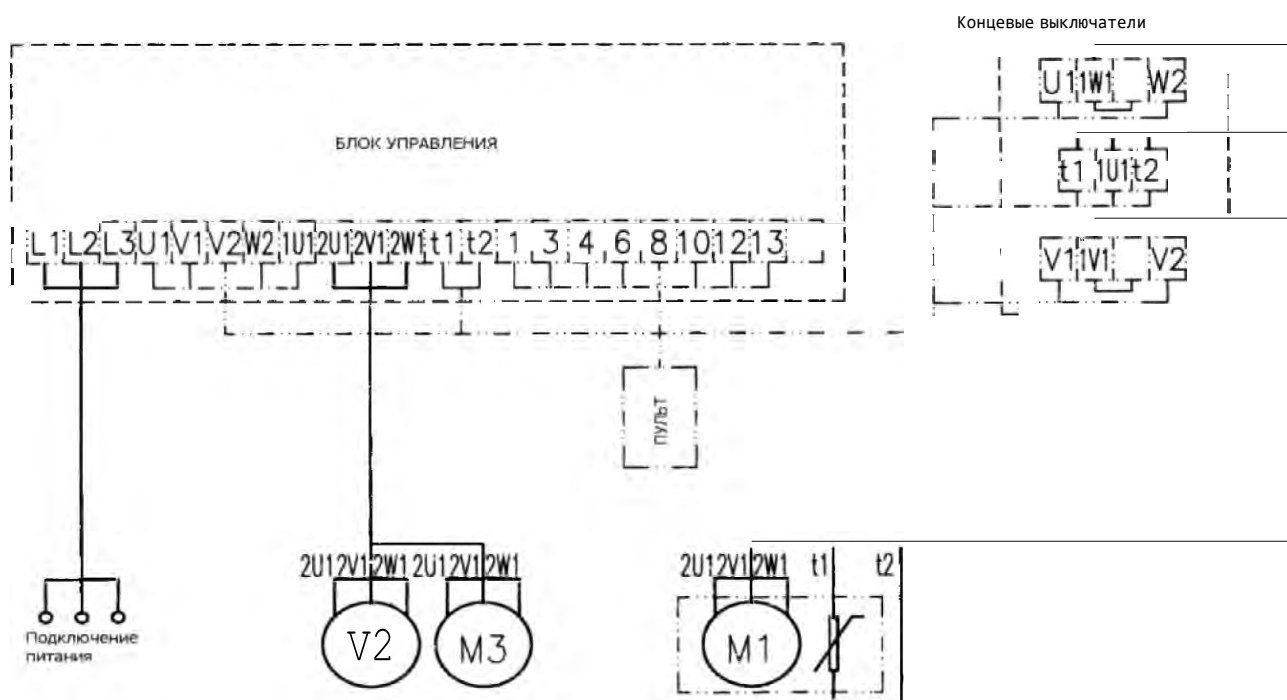 Концевые выключатели
U1 1W1 W2
БЛОК УПРАВЛЕНИЯ
t1 1U1 t2
L1 L2 L3 U1 V1 V2 W2 1U1 2U1 2V1 2W1 t1 t2 1 3 4 6 8 10 12 13
V1 1V1 V2
ПУЛЬТ
2U1 2V1 2W1 2U1 2V1 2W1
2U1 2V1 2W1 t1 t2
Подключение
питания
V2
M3
M1